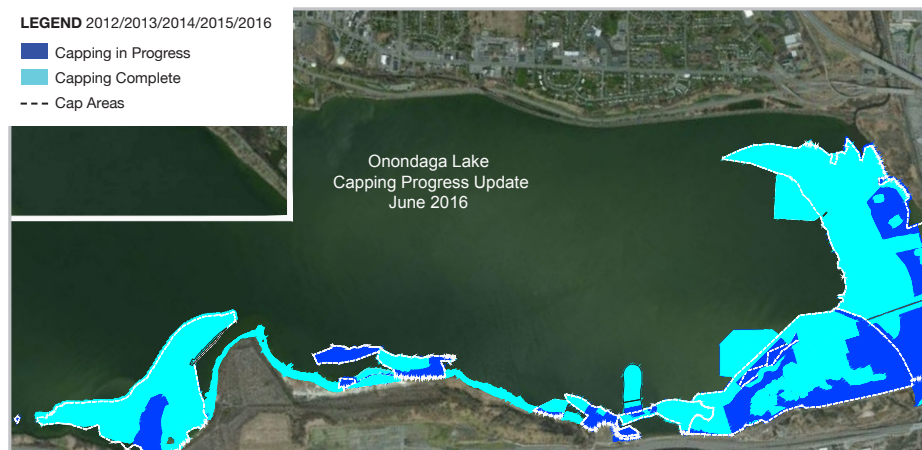 LEGEND 2012/2013/2014/2015/2016
Capping in Progress
Capping Complete
Cap Areas
Onondaga Lake
Capping Progress Update
June 2016